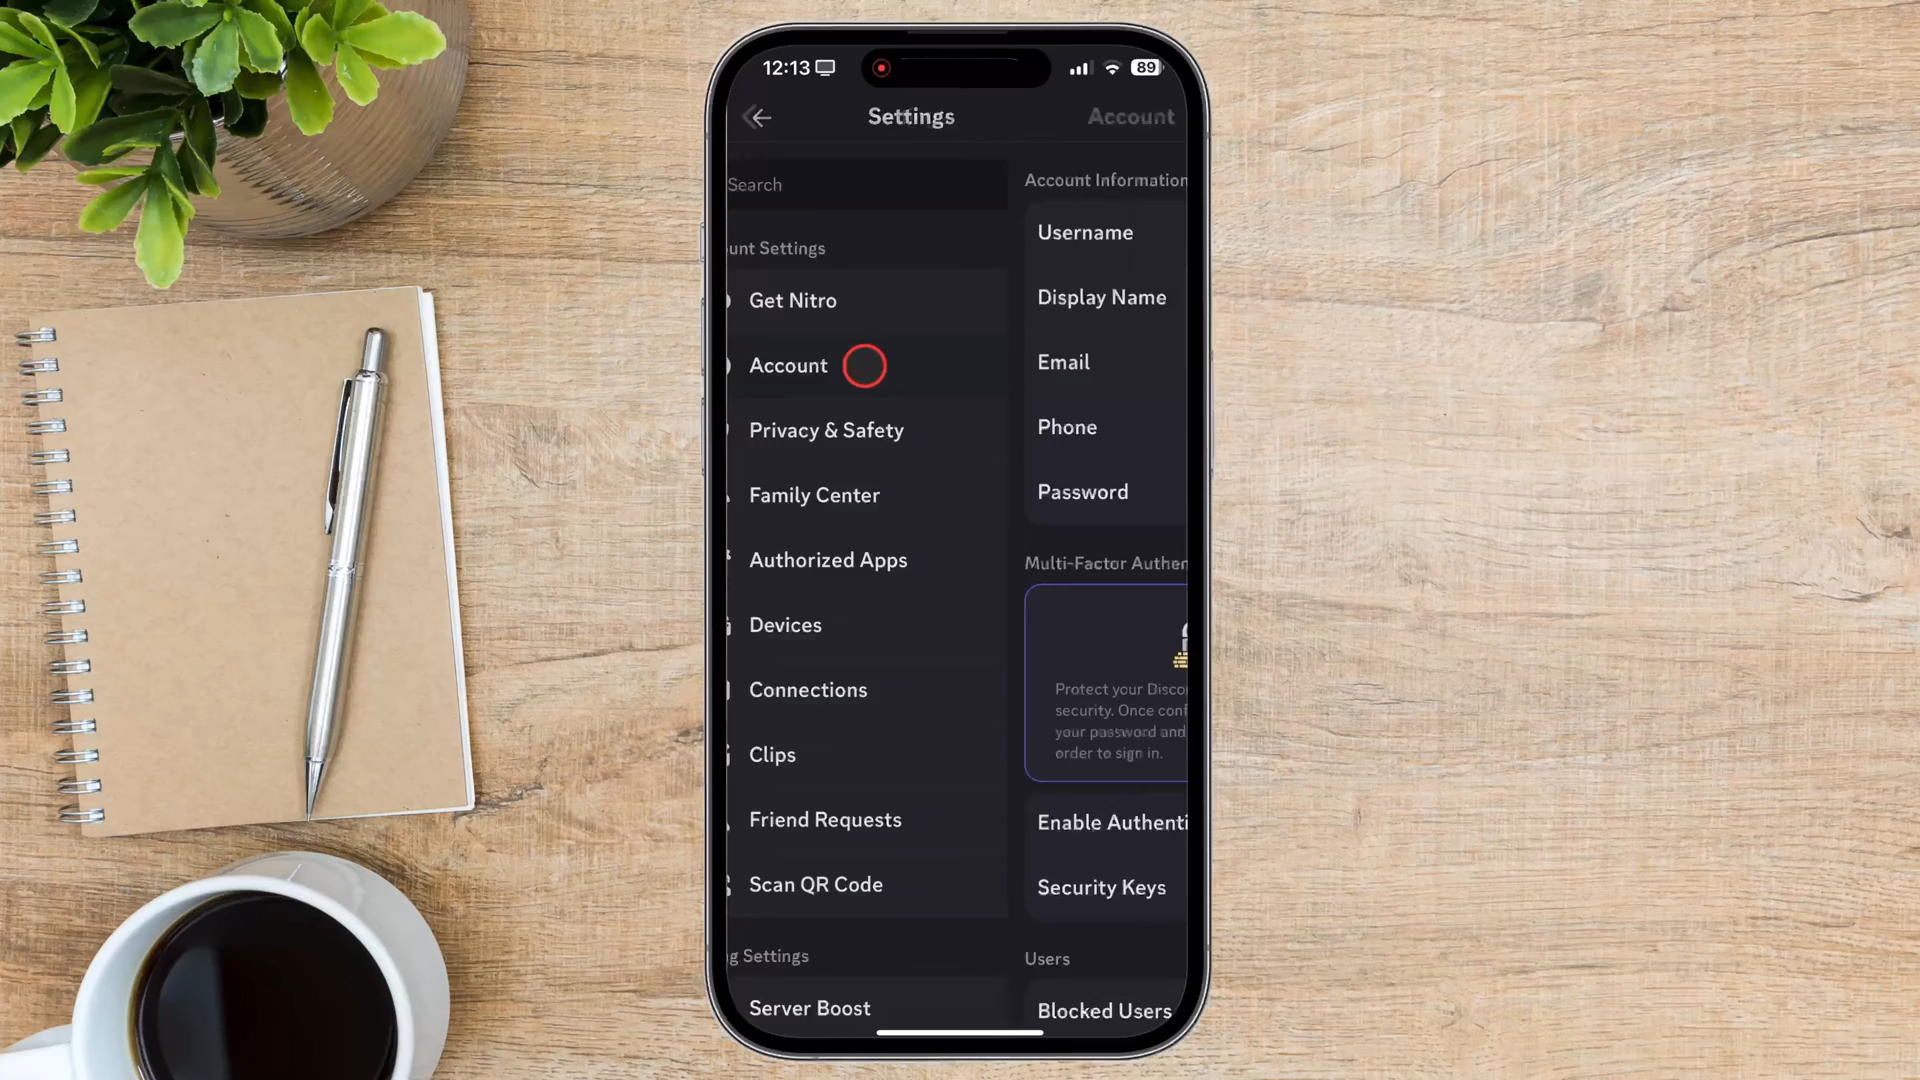 12:13
89
Settings
Account
Search
unt Settings
Get Nitro
Account
Privacy & Safety
Family Center
Authorized Apps
Devices
Connections
Clips
Friend Requests
Scan QR Code
g Settings
Server Boost
Account Information
Username
Display Name
Email
Phone
Password
Multi-Factor Authen
Protect your Disco
security. Once conf
your password and
order to sign in.
Enable Authenti
Security Keys
Users
Blocked Users